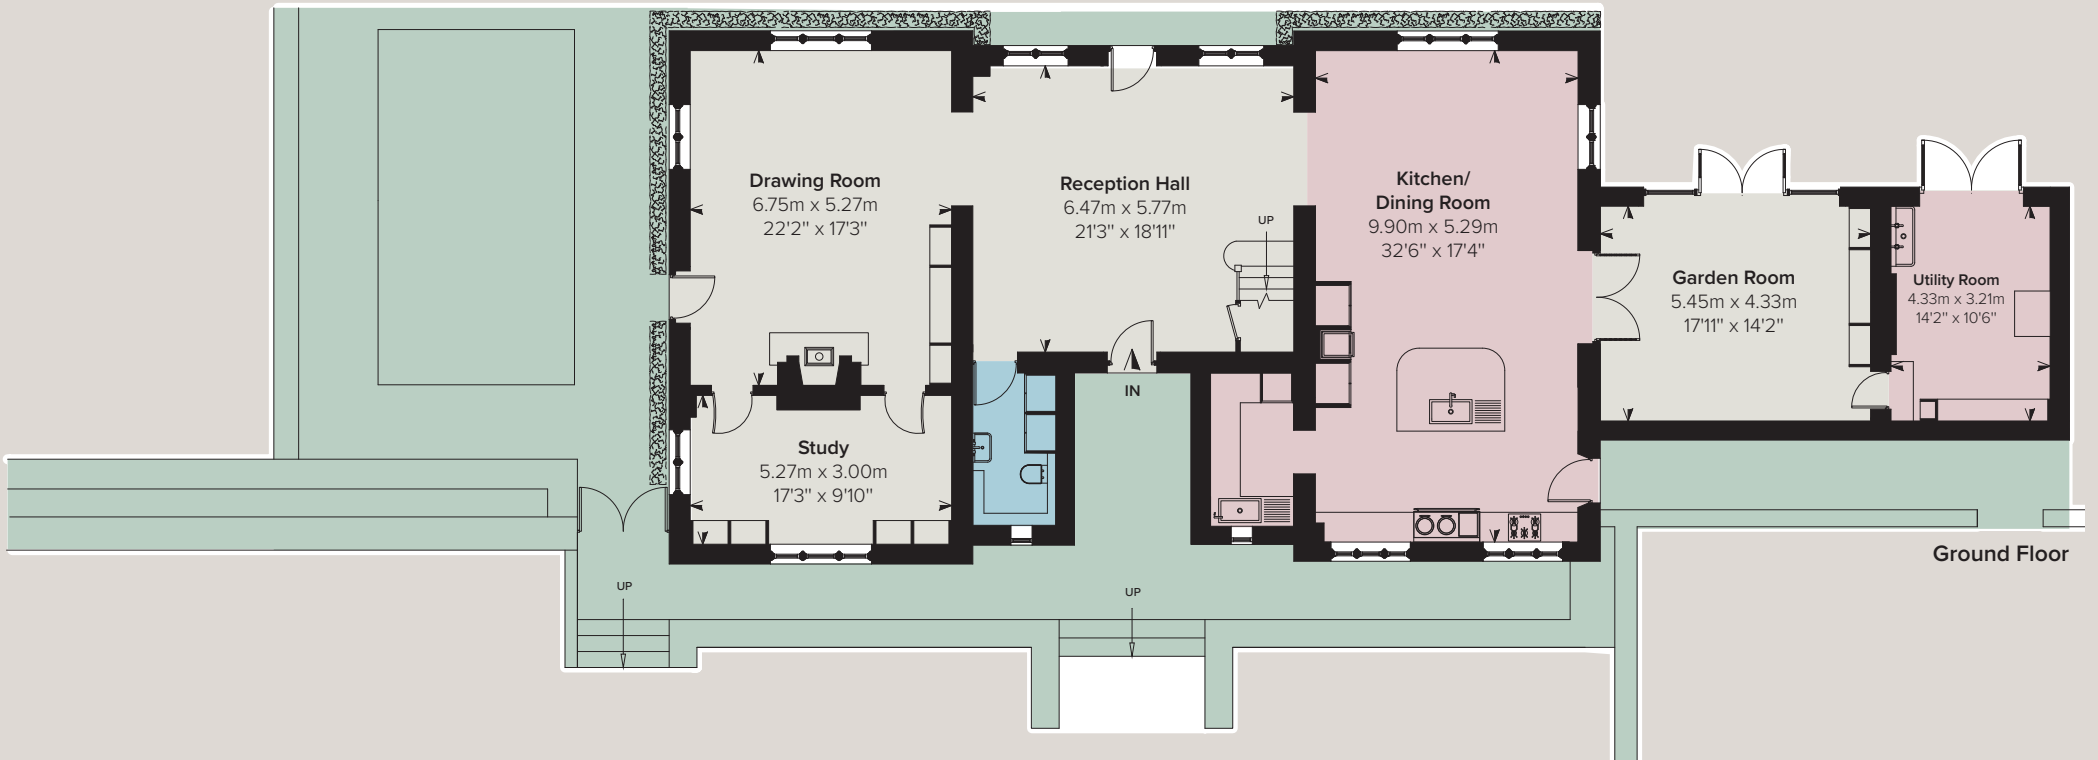 Drawing Room
6.75m x 5.27m
22'2" x 17'3"
Reception Hall
6.47m x 5.77m
21'3" x 18'11"
UP
Kitchen/
Dining Room
9.90m x 5.29m
32'6" x 17'4"
Garden Room
5.45m x 4.33m
17'11" x 14'2"
Utility Room
4.33m x 3.21m
14'2" x 10'6"
IN
Study
5.27m x 3.00m
17'3" x 9'10"
Ground Floor
UP
UP